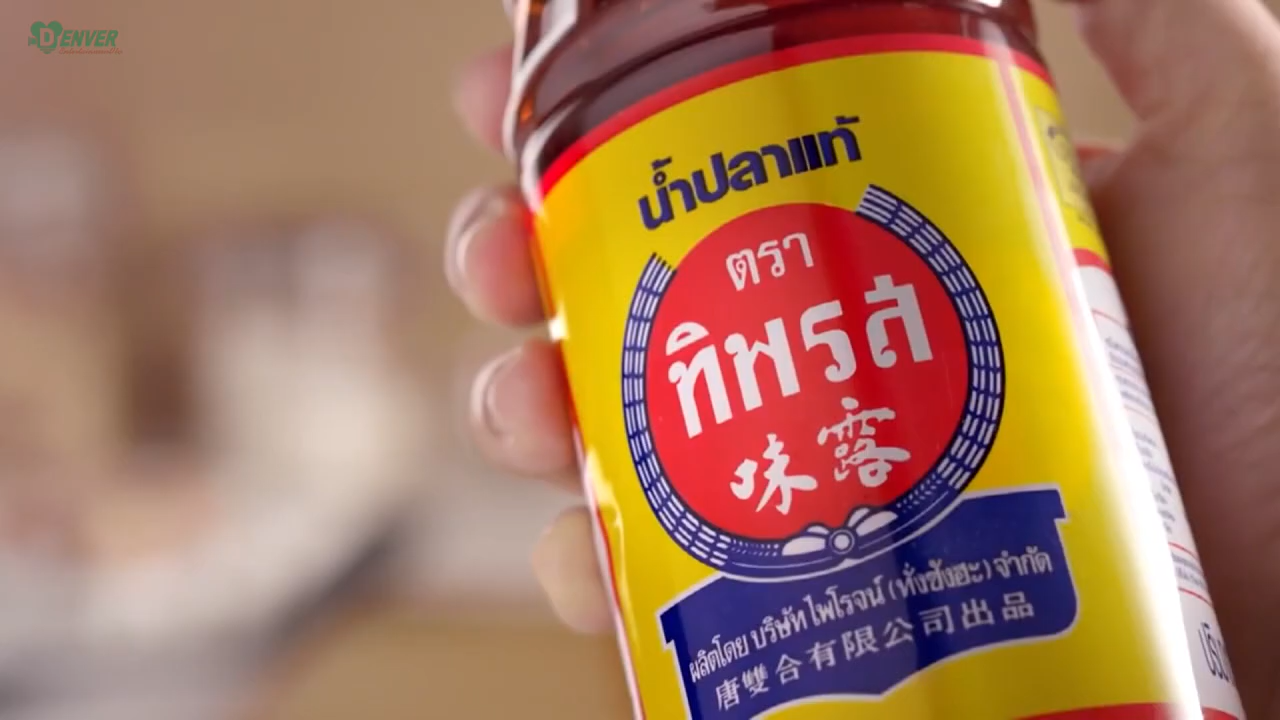 DENVER
น้ำปลาแท้
ตรา
ทิพรส
味露
ผลิตโดย บริษัท ไพโรจน์ (ทั่งซังฮะ) จำกัด
唐雙合有限公司出品